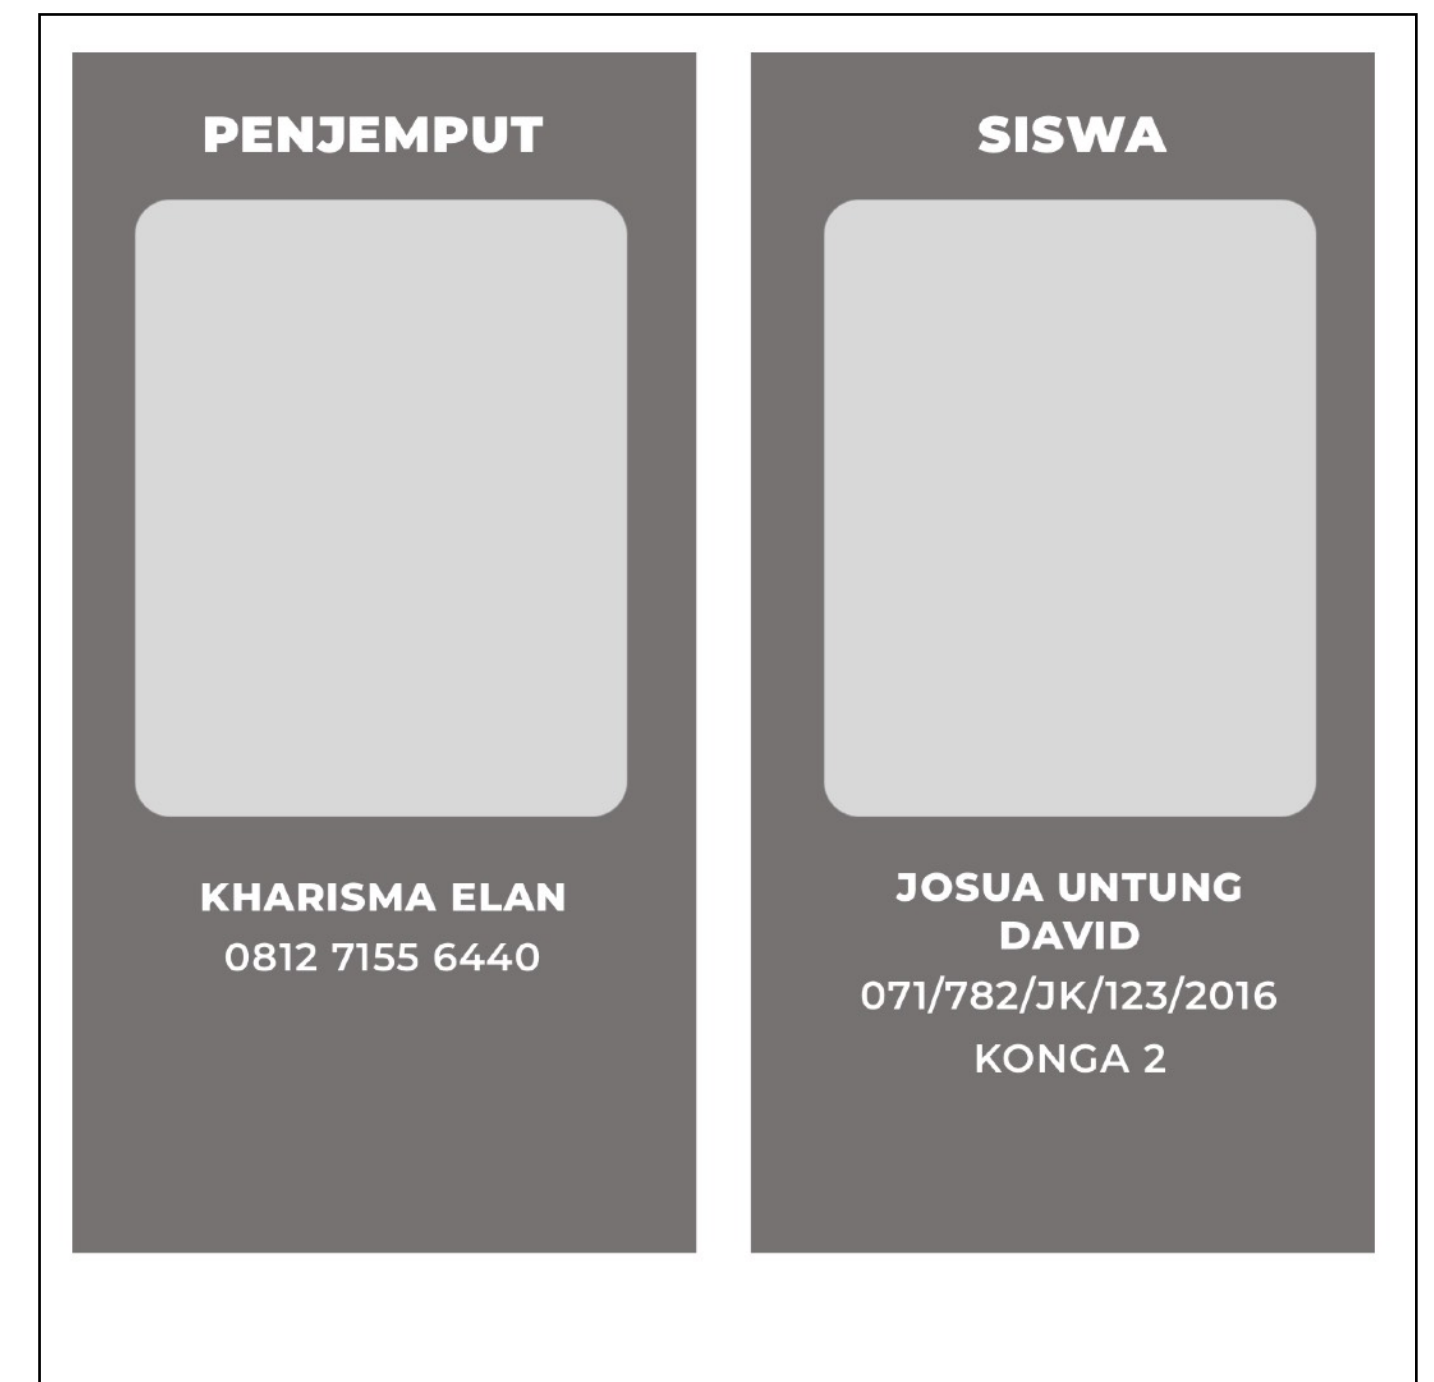 PENJEMPUT
KHARISMA ELAN
0812 7155 6440
SISWA
JOSUA UNTUNG
DAVID
071/782/JK/123/2016
KONGA 2